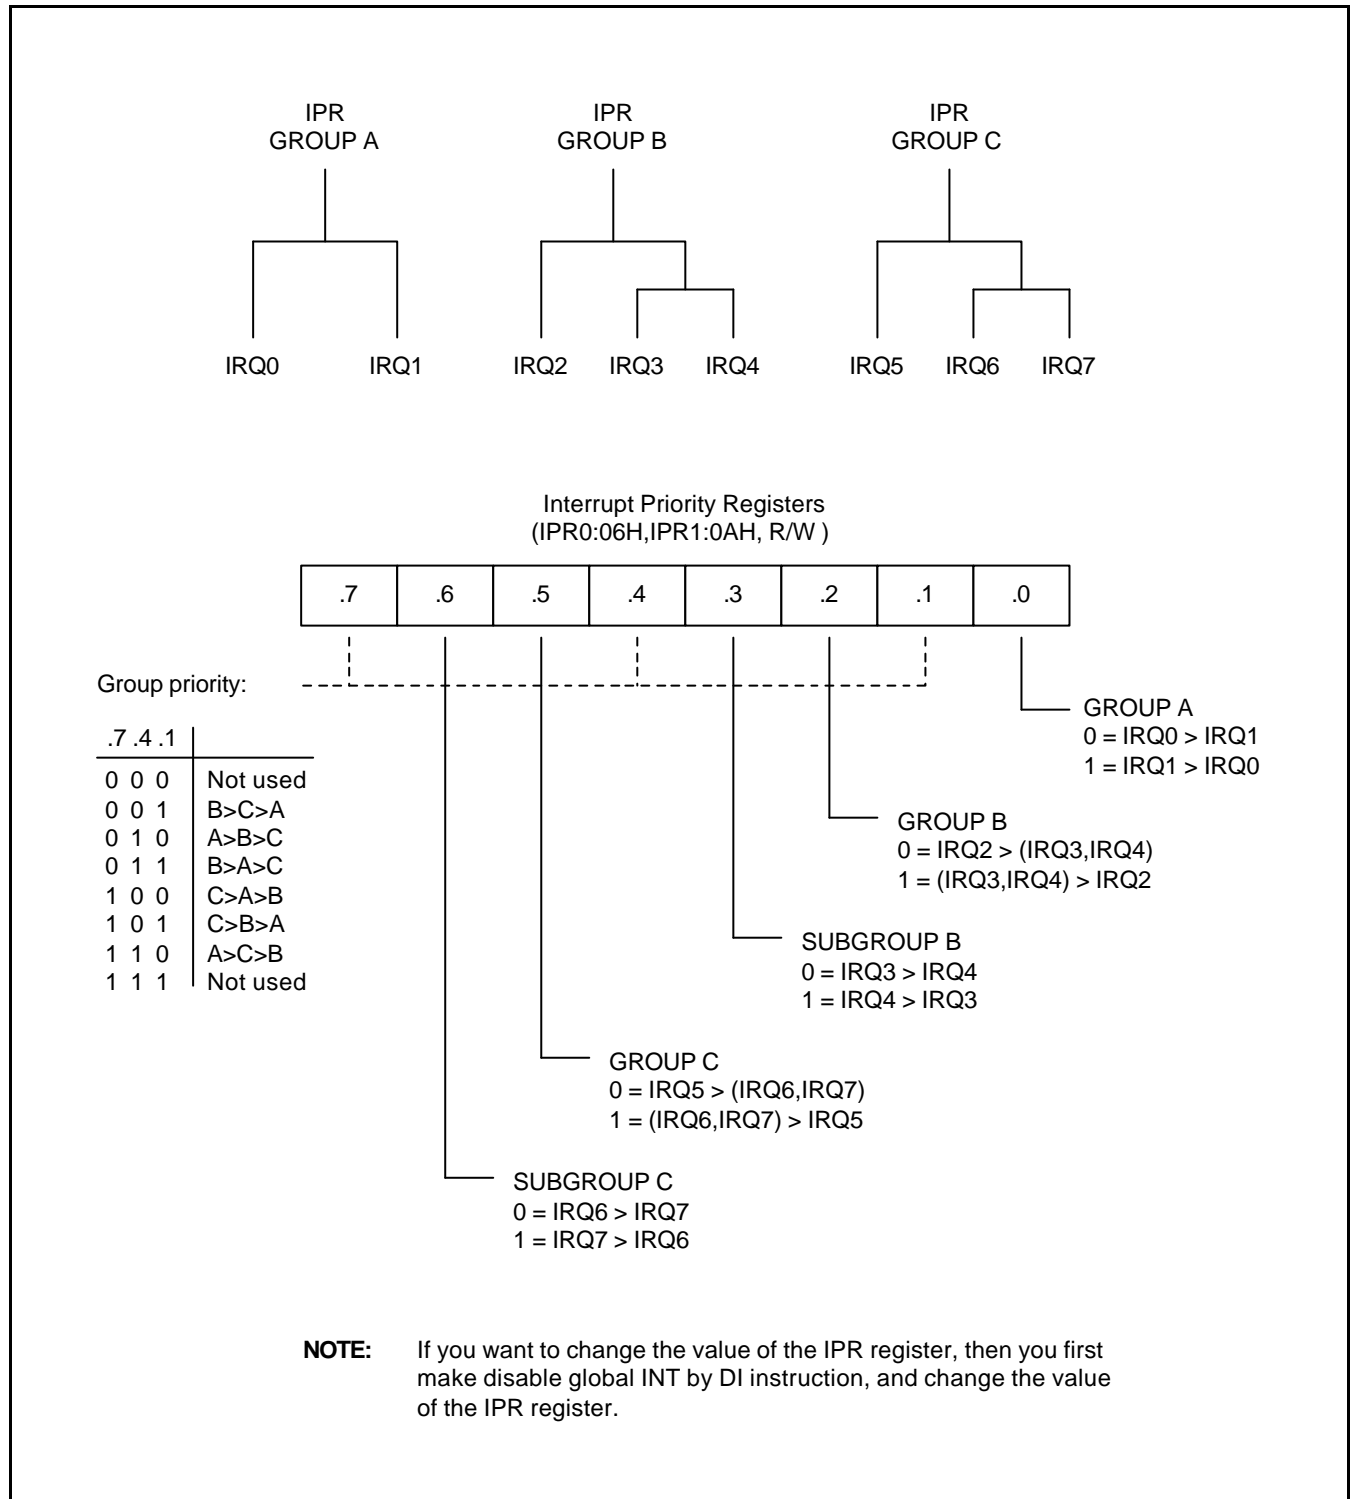 IPR
GROUP A
IPR
GROUP B
IPR
GROUP C
IRQ0 IRQ1 IRQ2 IRQ3 IRQ4 IRQ5 IRQ6 IRQ7
Interrupt Priority Registers
(IPR0:06H,IPR1:0AH, R/W )
.7 .6 .5 .4 .3 .2 .1 .0
Group priority:
.7 .4 .1
0 0 0 Not used
0 0 1 B>C>A
0 1 0 A>B>C
0 1 1 B>A>C
1 0 0 C>A>B
1 0 1 C>B>A
1 1 0 A>C>B
1 1 1 Not used
GROUP A
0 = IRQ0 > IRQ1
1 = IRQ1 > IRQ0
GROUP B
0 = IRQ2 > (IRQ3,IRQ4)
1 = (IRQ3,IRQ4) > IRQ2
SUBGROUP B
0 = IRQ3 > IRQ4
1 = IRQ4 > IRQ3
GROUP C
0 = IRQ5 > (IRQ6,IRQ7)
1 = (IRQ6,IRQ7) > IRQ5
SUBGROUP C
0 = IRQ6 > IRQ7
1 = IRQ7 > IRQ6
NOTE: If you want to change the value of the IPR register, then you first
make disable global INT by DI instruction, and change the value
of the IPR register.